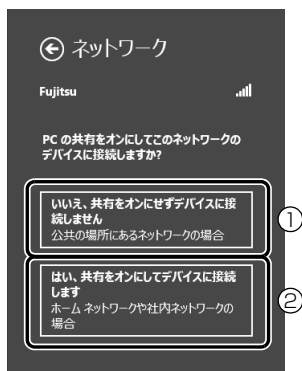 ネットワーク
Fujitsu
PC の共有をオンにしてこのネットワークの
デバイスに接続しますか?
いいえ、共有をオンにせずデバイスに接
続しません
公共の場所にあるネットワークの場合
①
はい、共有をオンにしてデバイスに接続
します
ホーム ネットワークや社内ネットワークの
場合
②